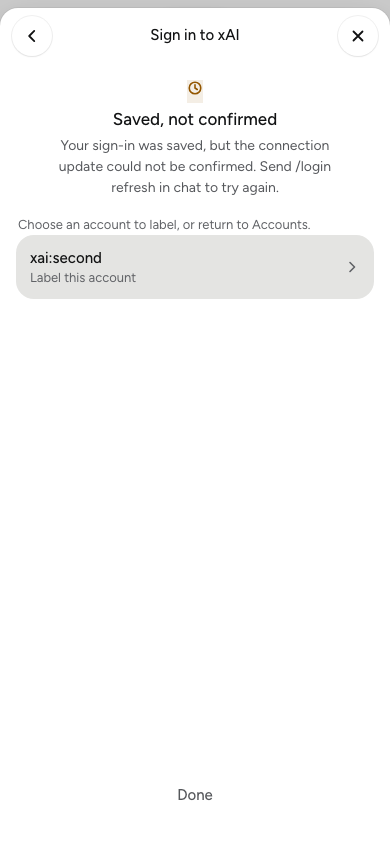 Sign in to xAI
Saved, not confirmed
Your sign-in was saved, but the connection
update could not be confirmed. Send /login
refresh in chat to try again.
Choose an account to label, or return to Accounts.
xai:second
Label this account
Done